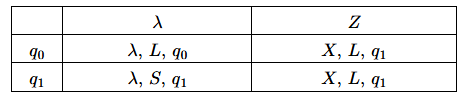 λ Z
q₀ λ, L, q₀ X, L, q₁
q₁ λ, S, q₁ X, L, q₁